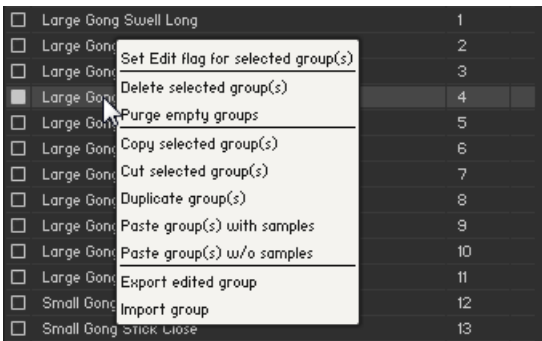 Large Gong Swell Long 1
Large Gong 2
Set Edit flag for selected group(s)
Large Gong 3
Delete selected group(s)
Large Gong 4
Purge empty groups
Large Gong 5
Copy selected group(s)
Large Gong 6
Cut selected group(s)
Large Gong 7
Duplicate group(s)
Large Gong 8
Paste group(s) with samples
Large Gong 9
Paste group(s) w/o samples
Large Gong 10
Large Gong 11
Export edited group
Small Gong 12
Import group
Small Gong Stick Close 13